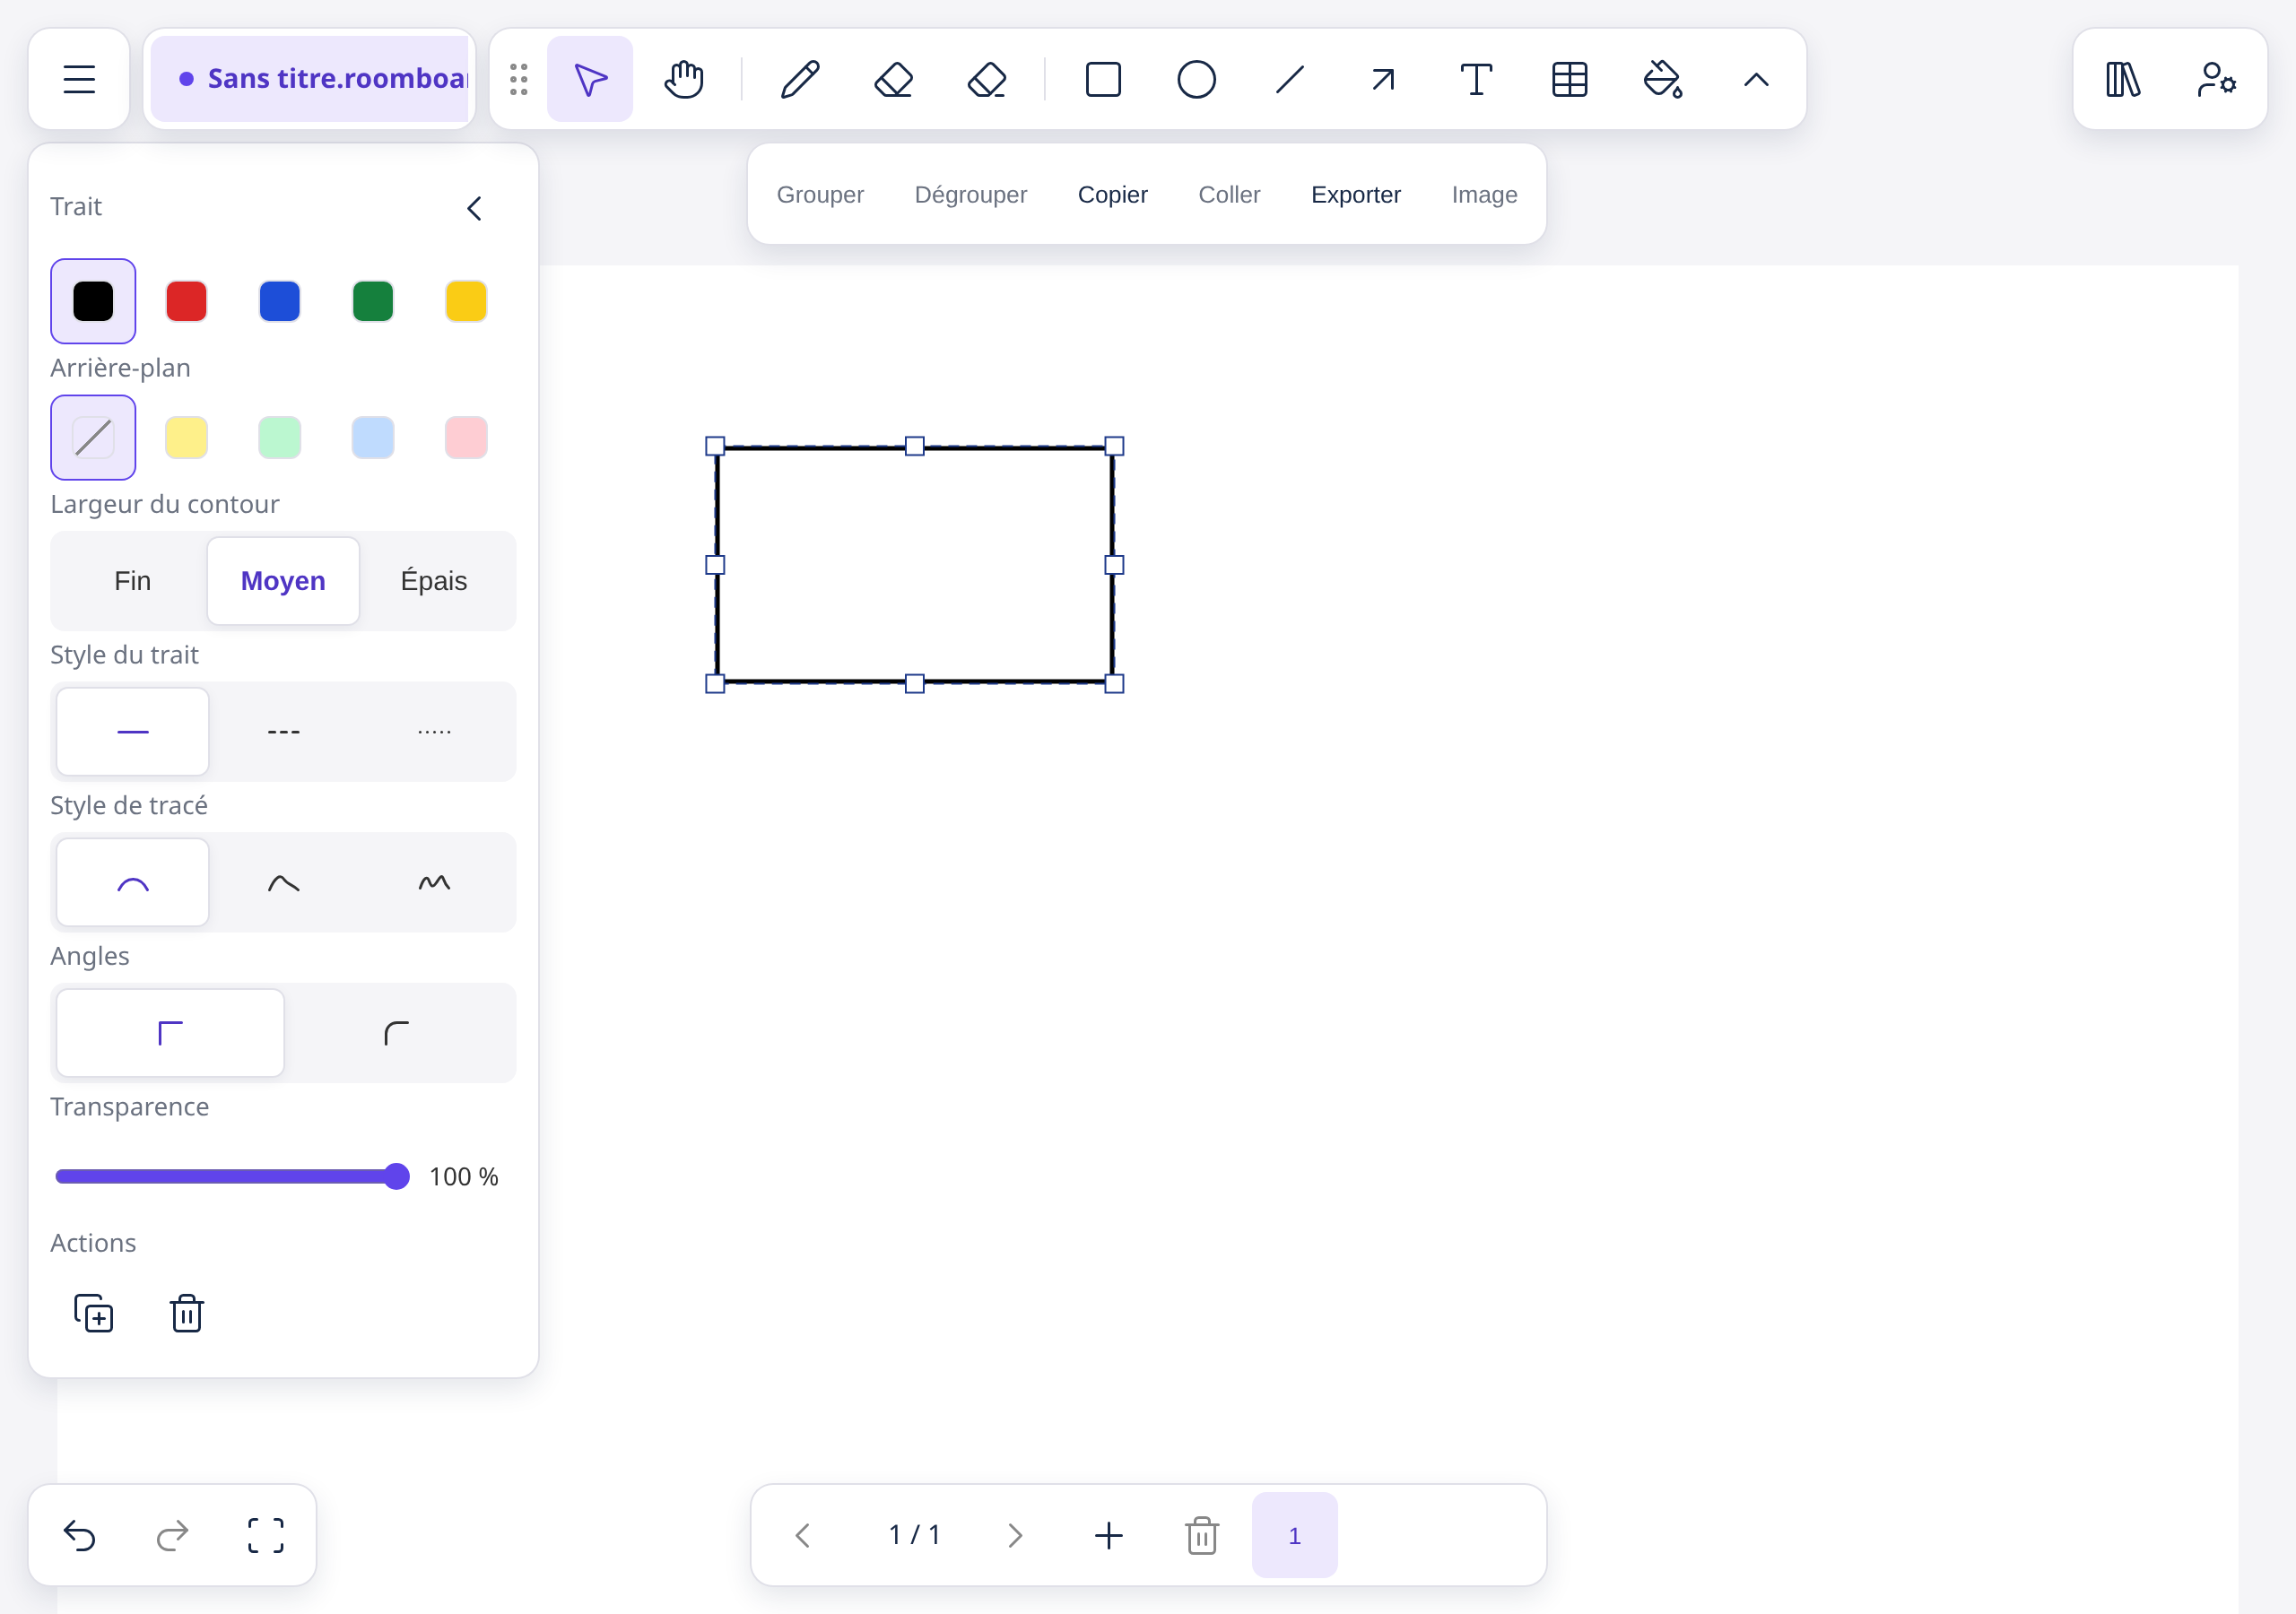 Sans titre.roomboar
Grouper Dégrouper Copier Coller Exporter Image
Trait
Arrière-plan
Largeur du contour
Fin Moyen Épais
Style du trait
Style de tracé
Angles
Transparence
100 %
Actions
1 / 1
1